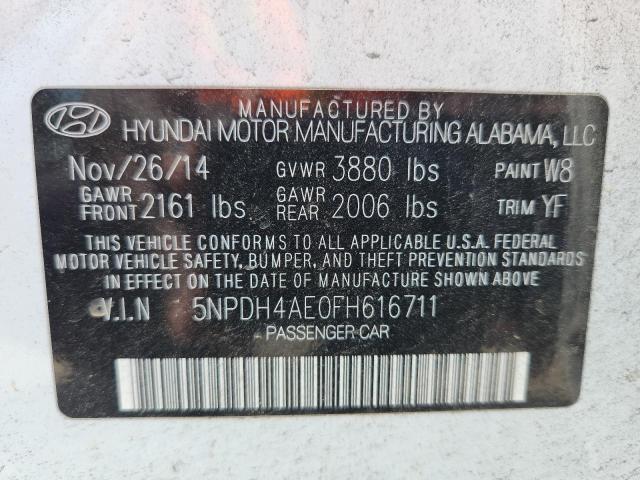 MANUFACTURED BY
HYUNDAI MOTOR MANUFACTURING ALABAMA, LLC
Nov/26/14 GVWR 3880 lbs PAINT W8
GAWR FRONT 2161 lbs GAWR REAR 2006 lbs TRIM YF
THIS VEHICLE CONFORMS TO ALL APPLICABLE U.S.A. FEDERAL
MOTOR VEHICLE SAFETY, BUMPER, AND THEFT PREVENTION STANDARDS
IN EFFECT ON THE DATE OF MANUFACTURE SHOWN ABOVE.
V.I.N 5NPDH4AE0FH616711
PASSENGER CAR